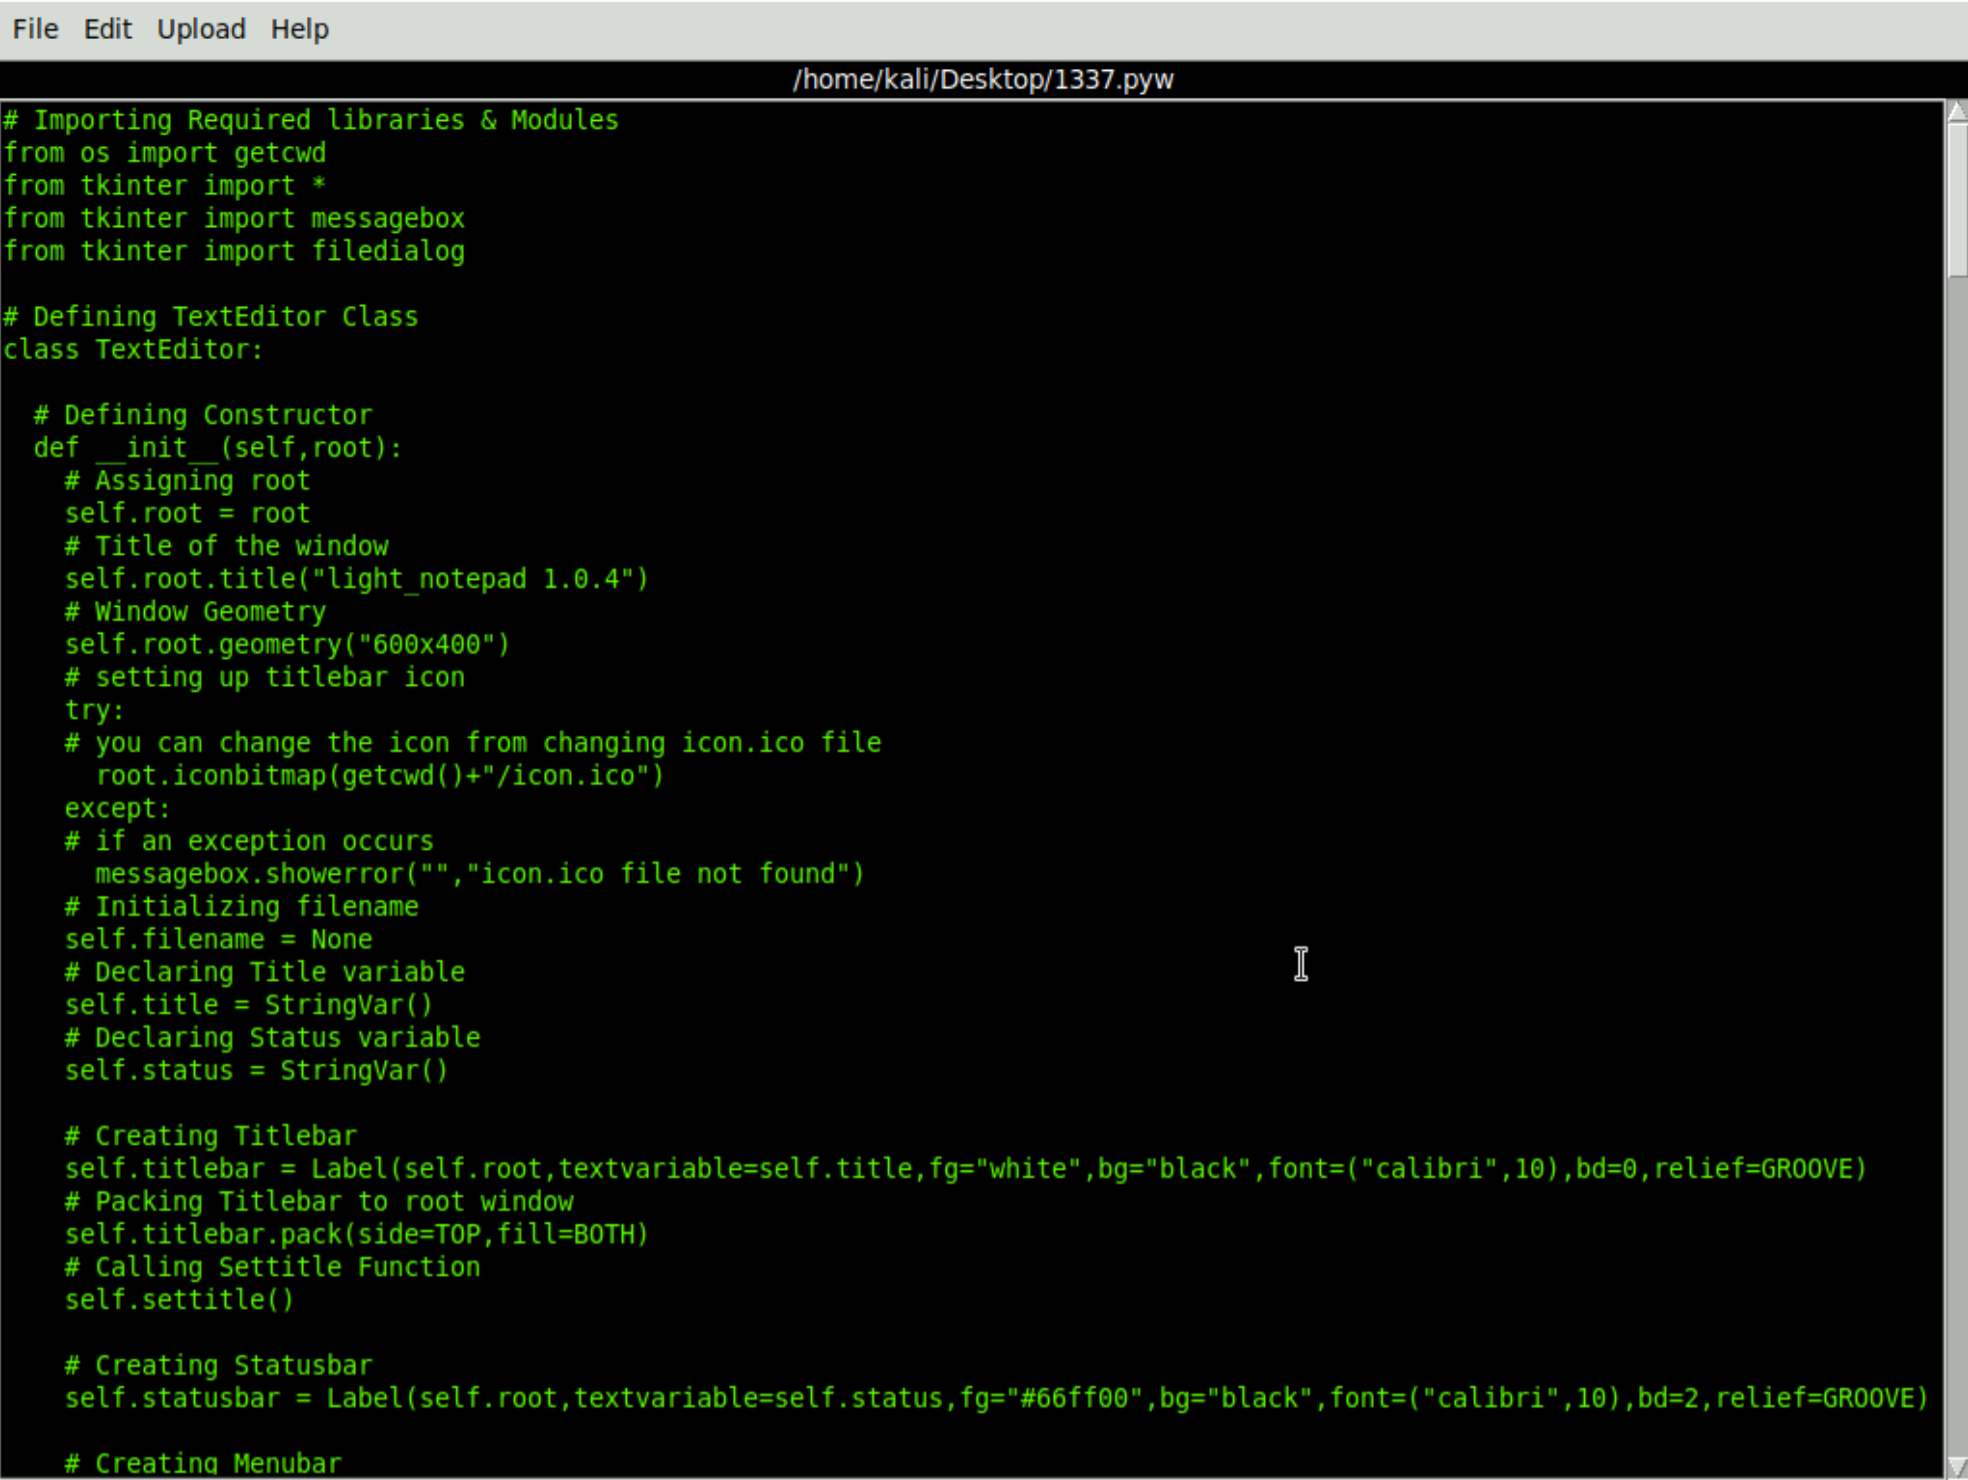 File Edit Upload Help
/home/kali/Desktop/1337.pyw
# Importing Required libraries & Modules
from os import getcwd
from tkinter import *
from tkinter import messagebox
from tkinter import filedialog

# Defining TextEditor Class
class TextEditor:

  # Defining Constructor
  def __init__(self,root):
    # Assigning root
    self.root = root
    # Title of the window
    self.root.title("light_notepad 1.0.4")
    # Window Geometry
    self.root.geometry("600x400")
    # setting up titlebar icon
    try:
    # you can change the icon from changing icon.ico file
      root.iconbitmap(getcwd()+"/icon.ico")
    except:
    # if an exception occurs
      messagebox.showerror("","icon.ico file not found")
    # Initializing filename
    self.filename = None
    # Declaring Title variable
    self.title = StringVar()
    # Declaring Status variable
    self.status = StringVar()

    # Creating Titlebar
    self.titlebar = Label(self.root,textvariable=self.title,fg="white",bg="black",font=("calibri",10),bd=0,relief=GROOVE)
    # Packing Titlebar to root window
    self.titlebar.pack(side=TOP,fill=BOTH)
    # Calling Settitle Function
    self.settitle()

    # Creating Statusbar
    self.statusbar = Label(self.root,textvariable=self.status,fg="#66ff00",bg="black",font=("calibri",10),bd=2,relief=GROOVE)

    # Creating Menubar